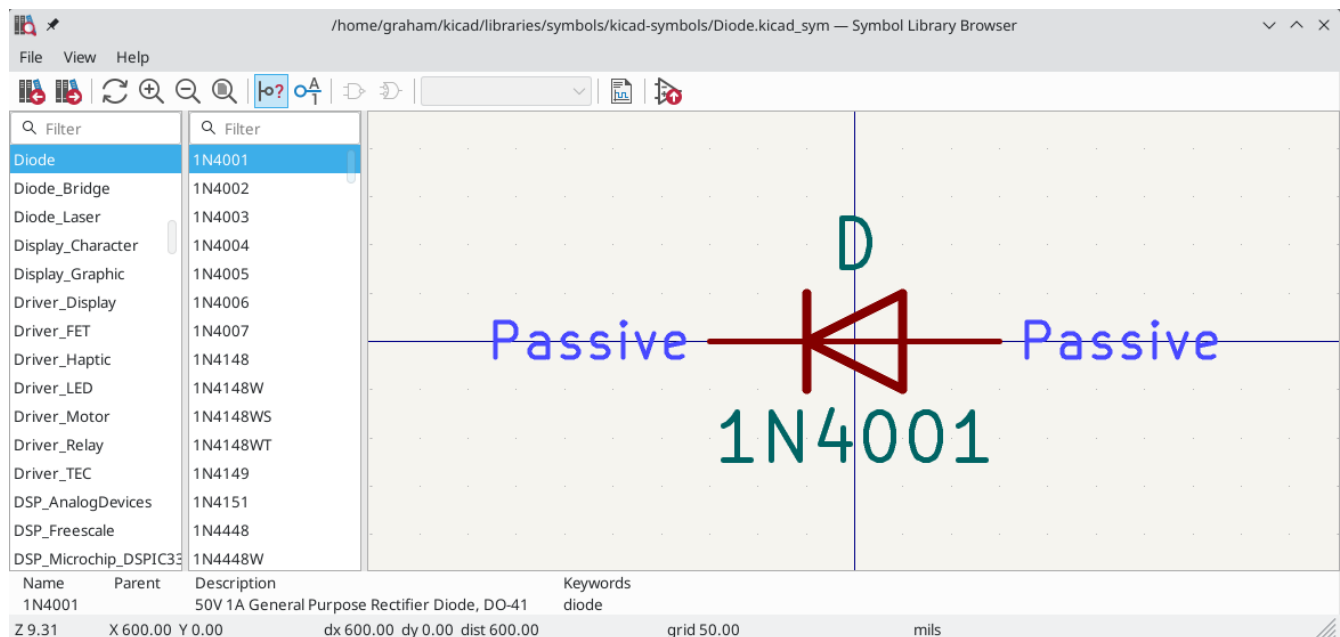 /home/graham/kicad/libraries/symbols/kicad-symbols/Diode.kicad_sym — Symbol Library Browser
File View Help
Filter
Diode
Diode_Bridge
Diode_Laser
Display_Character
Display_Graphic
Driver_Display
Driver_FET
Driver_Haptic
Driver_LED
Driver_Motor
Driver_Relay
Driver_TEC
DSP_AnalogDevices
DSP_Freescale
DSP_Microchip_DSPIC33
Filter
1N4001
1N4002
1N4003
1N4004
1N4005
1N4006
1N4007
1N4148
1N4148W
1N4148WS
1N4148WT
1N4149
1N4151
1N4448
1N4448W
D
Passive Passive
1N4001
Name Parent Description Keywords
1N4001 50V 1A General Purpose Rectifier Diode, DO-41 diode
Z 9.31 X 600.00 Y 0.00 dx 600.00 dy 0.00 dist 600.00 grid 50.00 mils